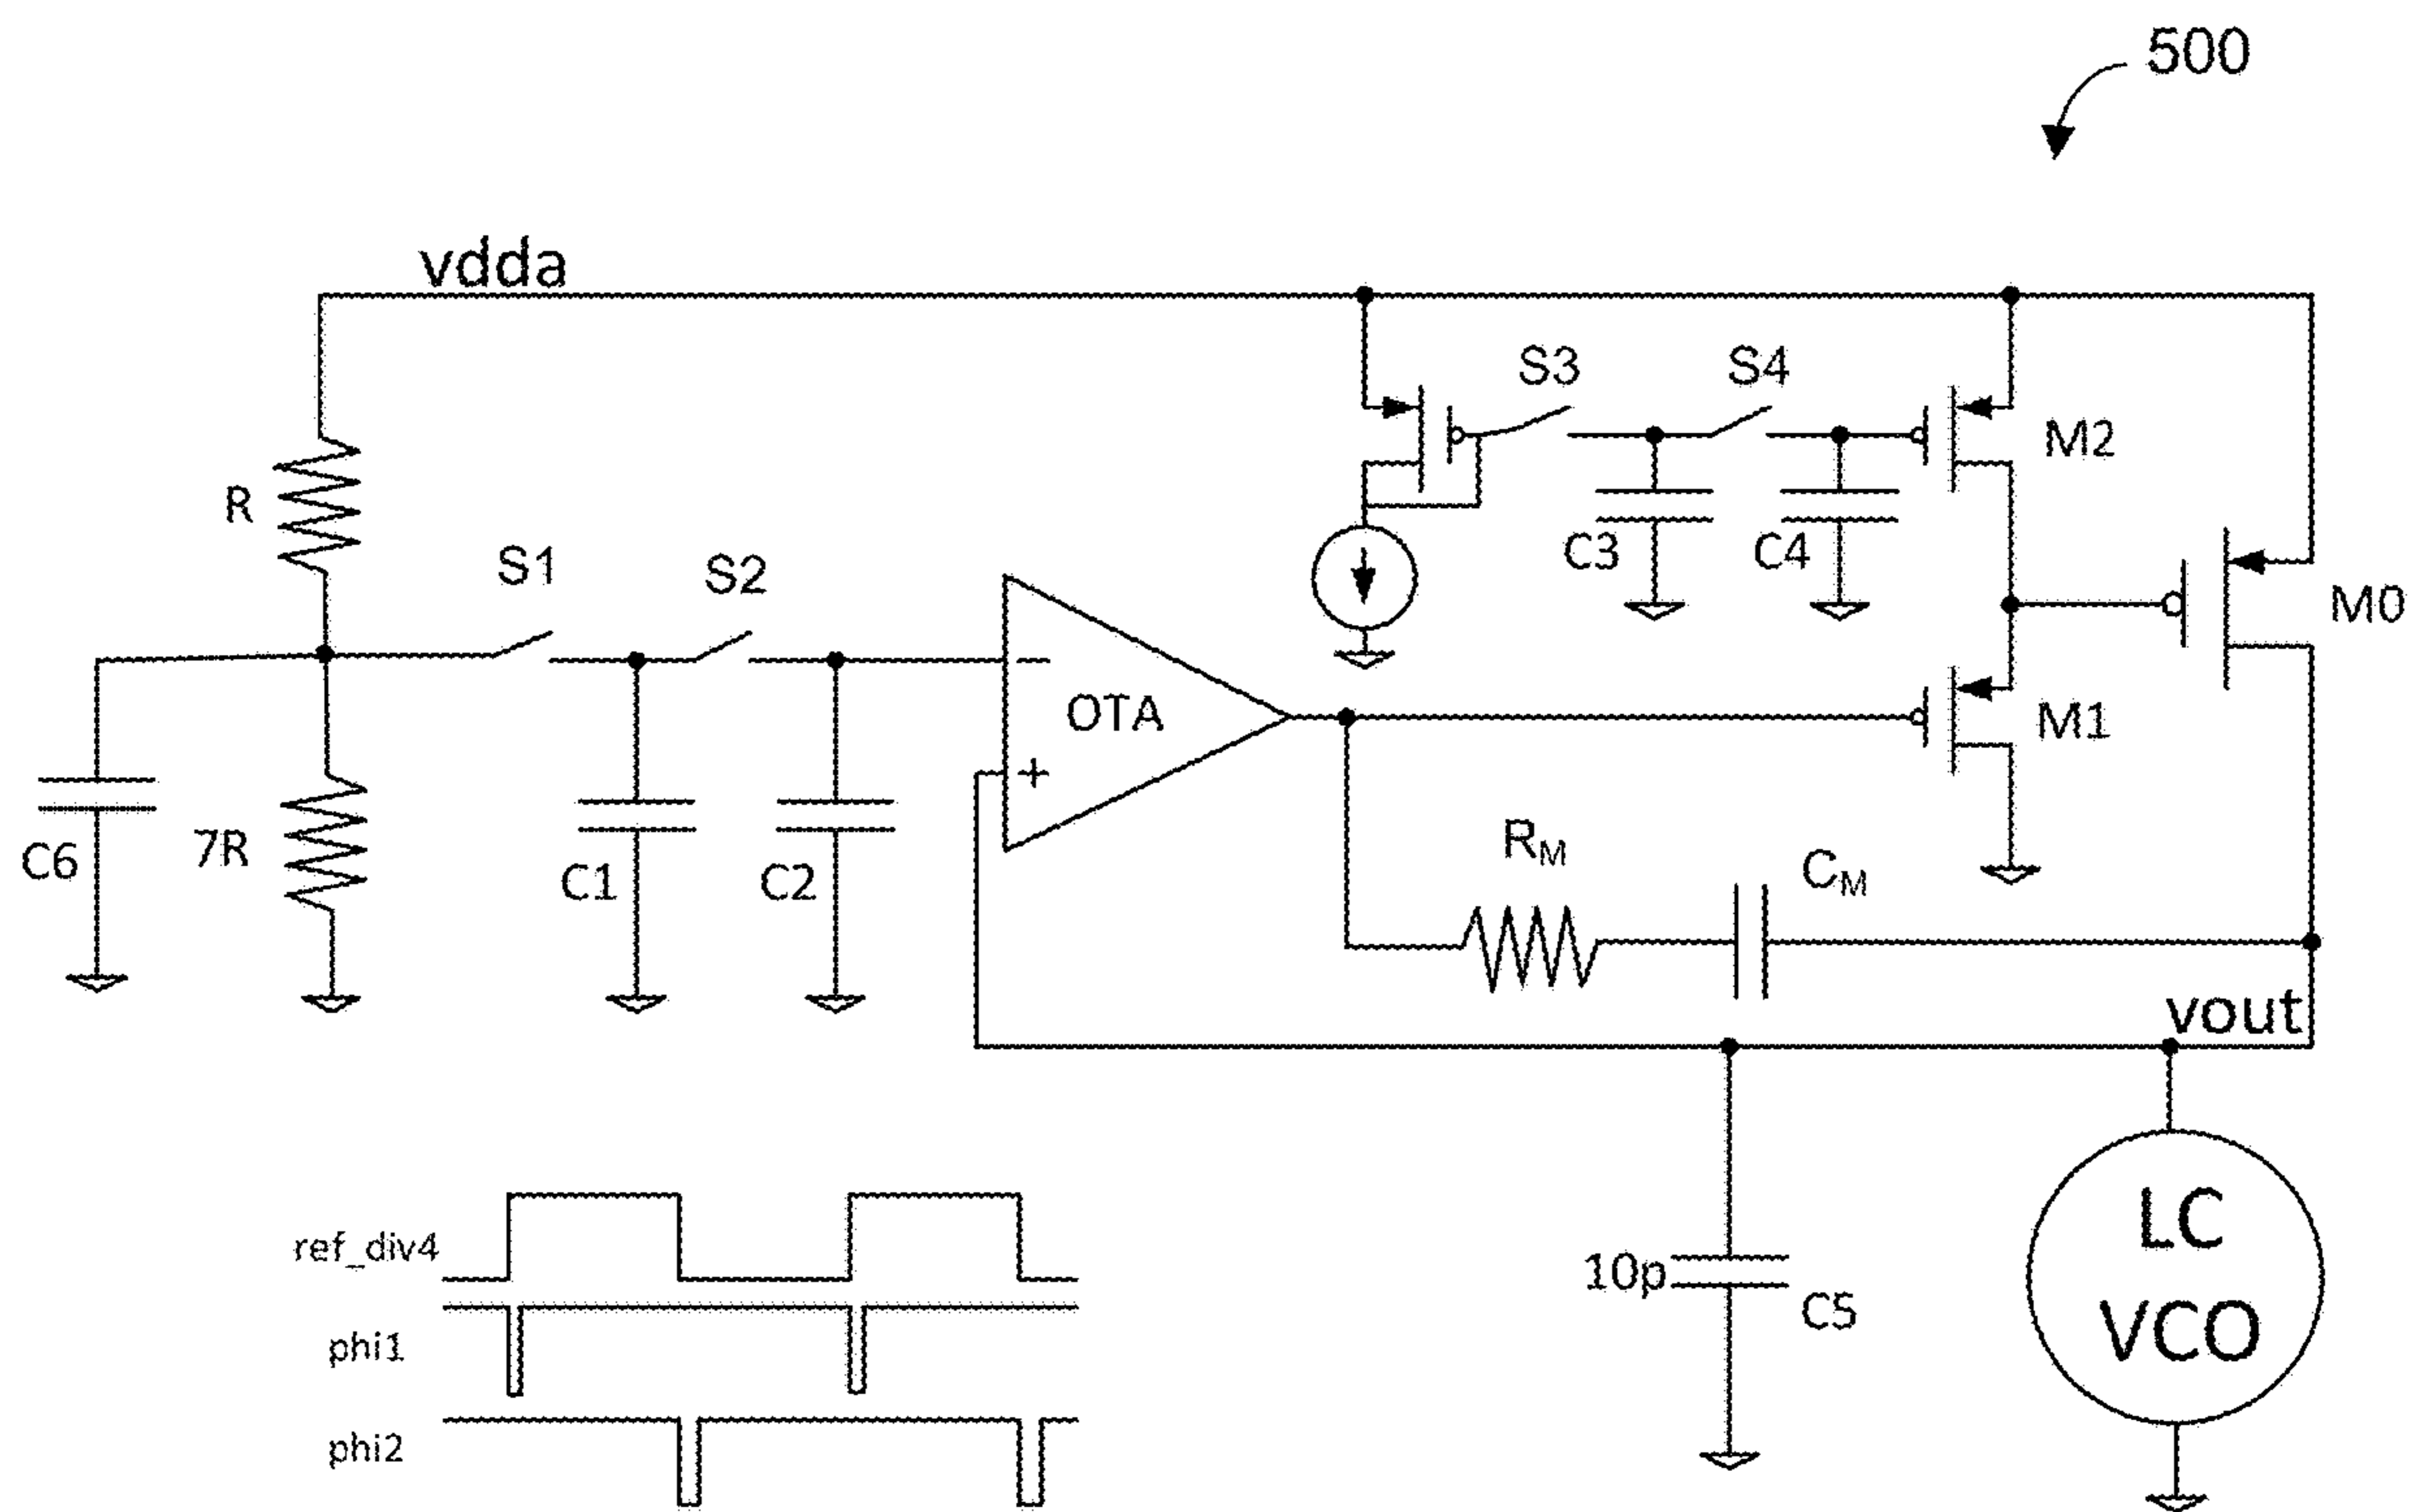 500
vdda
S3
S4
M2
R
S1
S2
C3
C4
M0
−
OTA
M1
+
RM
CM
7R
C6
C1
C2
vout
ref_div4
10p
C5
LC
VCO
phi1
phi2